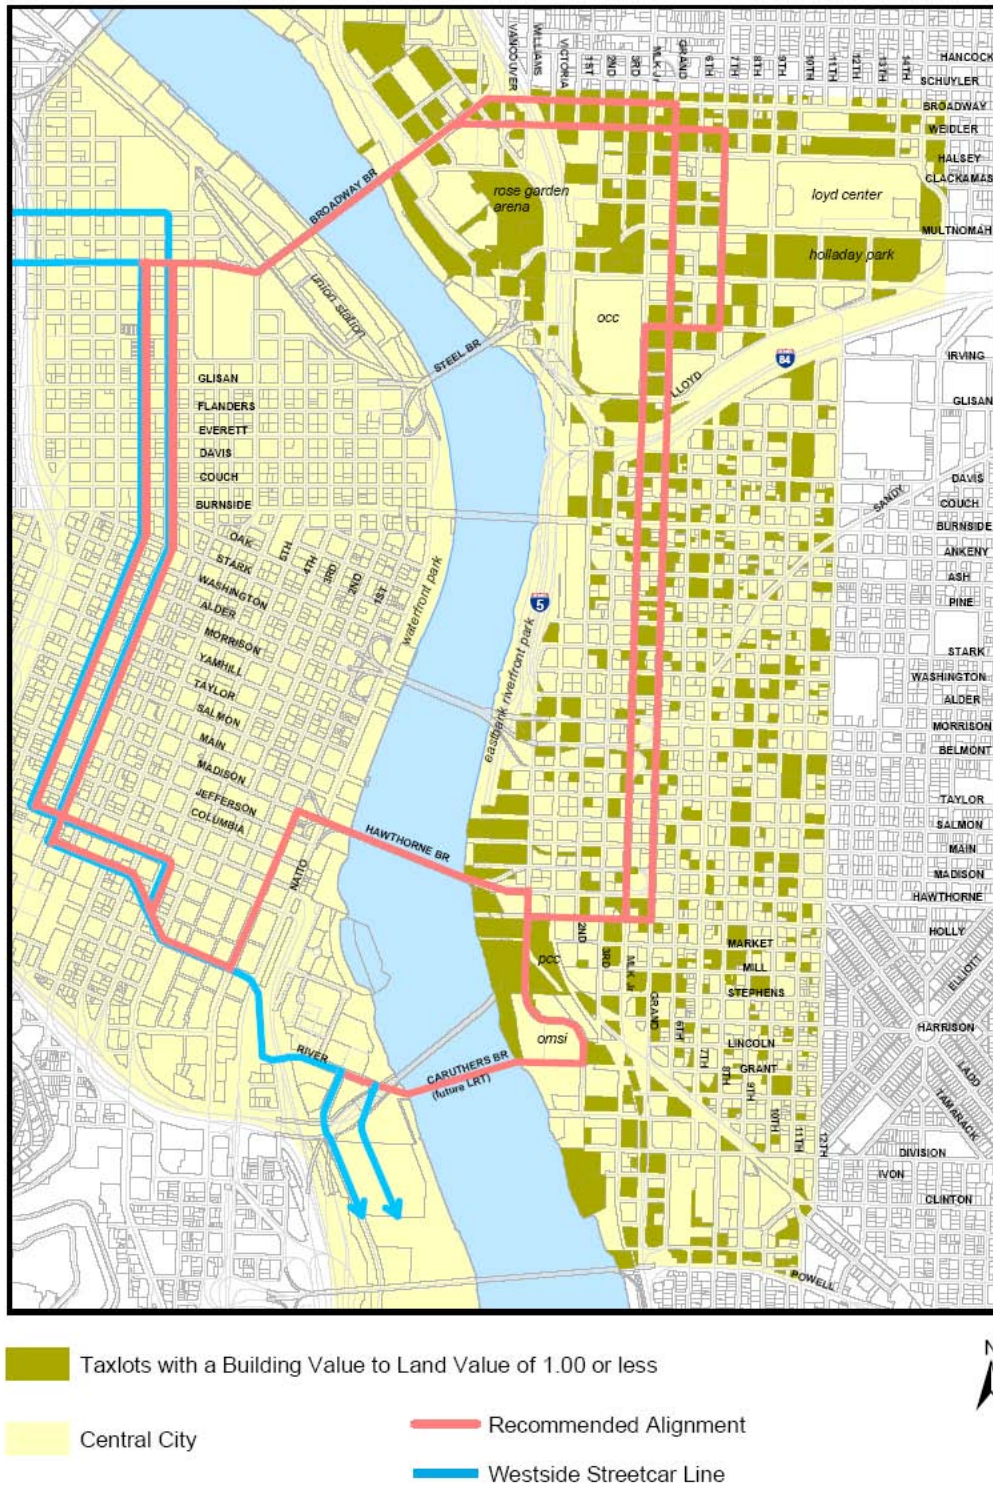 VANCOUVER
WILLIAMS
VICTORIA
1ST
2ND
3RD
MLK Jr
GRAND
6TH
7TH
8TH
9TH
10TH
11TH
12TH
13TH
14TH
HANCOCK
SCHUYLER
BROADWAY
WEIDLER
HALSEY
CLACKAMAS
MULTNOMAH
rose garden
arena
loyd center
holladay park
BROADWAY BR
union station
occ
STEEL BR
LLOYD
84
IRVING
GLISAN
GLISAN
FLANDERS
EVERETT
DAVIS
COUCH
BURNSIDE
SANDY
DAVIS
COUCH
BURNSIDE
ANKENY
ASH
PINE
STARK
WASHINGTON
ALDER
MORRISON
BELMONT
TAYLOR
SALMON
MAIN
MADISON
HAWTHORNE
OAK
STARK
WASHINGTON
ALDER
MORRISON
YAMHILL
TAYLOR
SALMON
MAIN
MADISON
JEFFERSON
COLUMBIA
5TH
4TH
3RD
2ND
1ST
waterfront park
5
eastbank riverfront park
NAITO
HAWTHORNE BR
2ND
3RD
MLK Jr
GRAND
6TH
7TH
8TH
9TH
10TH
11TH
12TH
pcc
omsi
MARKET
MILL
STEPHENS
LINCOLN
GRANT
HOLLY
ELLIOTT
HARRISON
LADD
TAMARACK
DIVISION
IVON
CLINTON
POWELL
RIVER
CARUTHERS BR
(future LRT)
Taxlots with a Building Value to Land Value of 1.00 or less
N
Central City
Recommended Alignment
Westside Streetcar Line